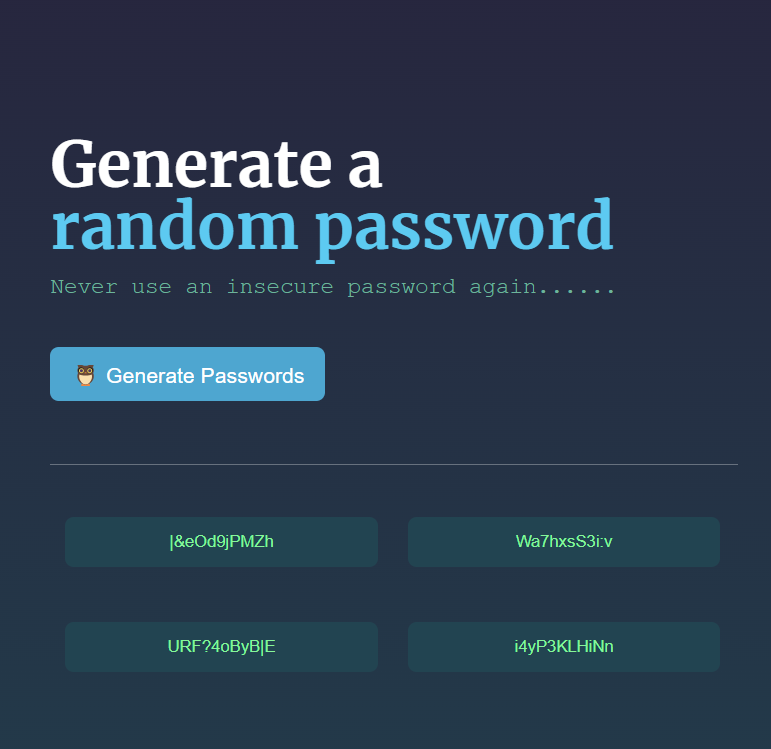 Generate a
random password
Never use an insecure password again......
Generate Passwords
|&eOd9jPMZh
Wa7hxsS3i:v
URF?4oByB|E
i4yP3KLHiNn